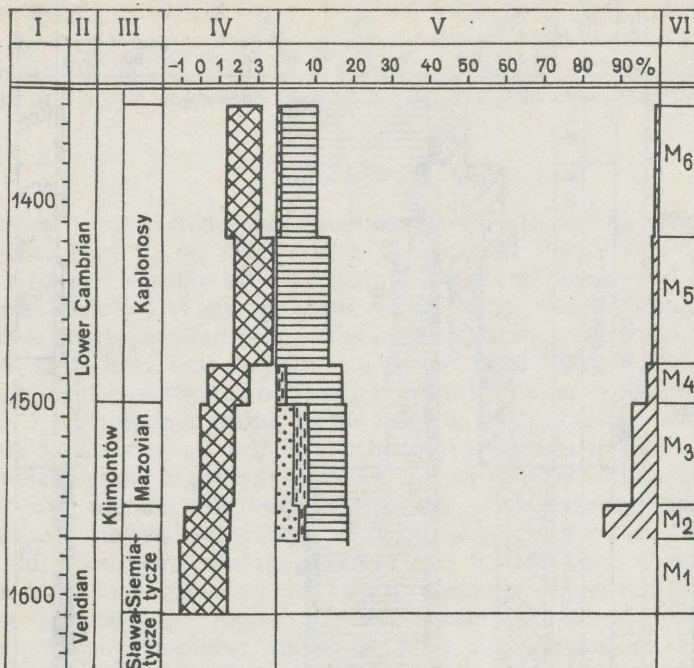 I II III IV V VI
-1 0 1 2 3 10 20 30 40 50 60 70 80 90 %
1400
1500
1600
Lower Cambrian
Klimontów
Vendian
Kaplonosy
Mazovian
Siemia-
tycze
Sława-
tycze
M6
M5
M4
M3
M2
M1